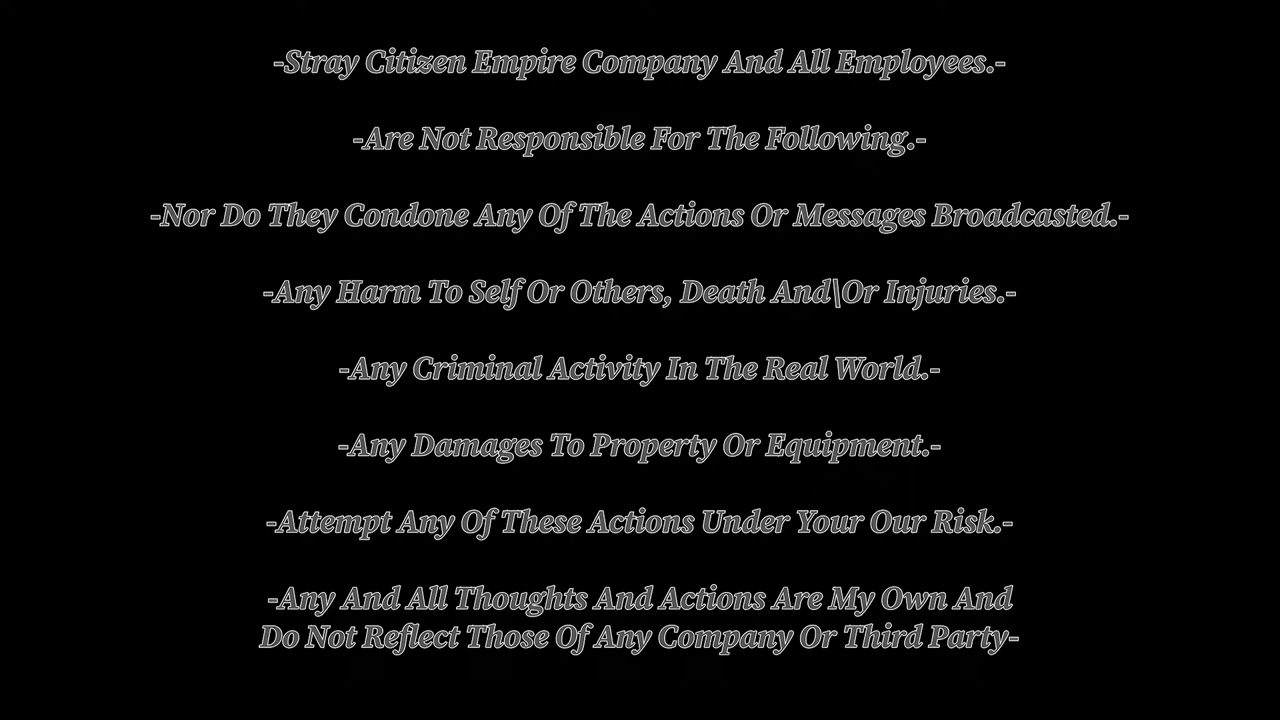 -Stray Citizen Empire Company And All Employees.-
-Are Not Responsible For The Following.-
-Nor Do They Condone Any Of The Actions Or Messages Broadcasted.-
-Any Harm To Self Or Others, Death And\Or Injuries.-
-Any Criminal Activity In The Real World.-
-Any Damages To Property Or Equipment.-
-Attempt Any Of These Actions Under Your Our Risk.-
-Any And All Thoughts And Actions Are My Own And
Do Not Reflect Those Of Any Company Or Third Party-